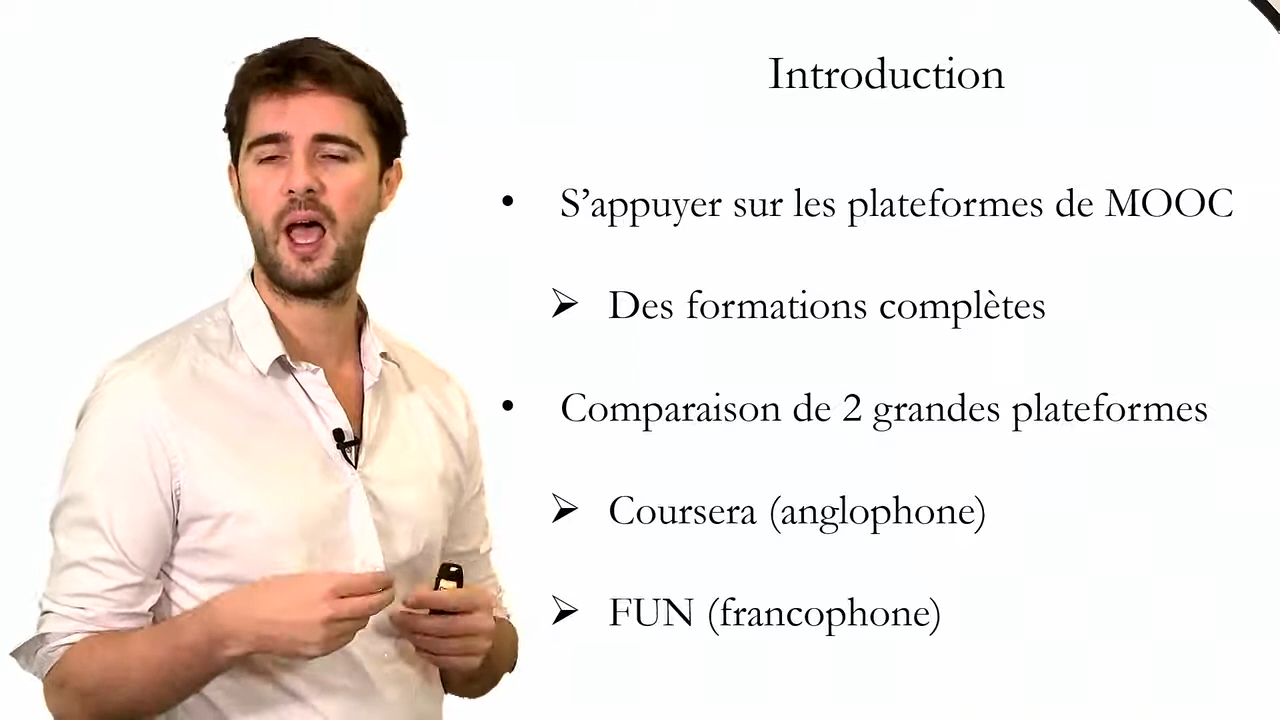 Introduction
• S’appuyer sur les plateformes de MOOC
➢ Des formations complètes
• Comparaison de 2 grandes plateformes
➢ Coursera (anglophone)
➢ FUN (francophone)